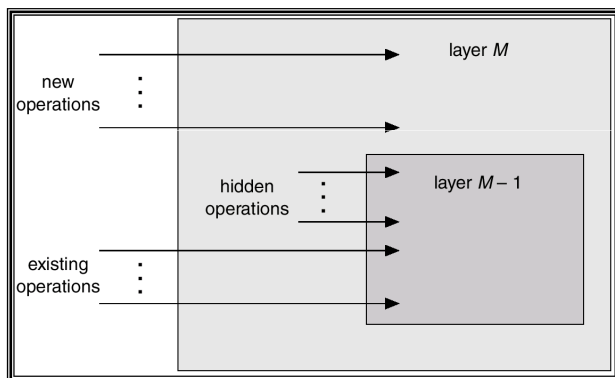 layer M
new
operations
hidden
operations
layer M – 1
existing
operations